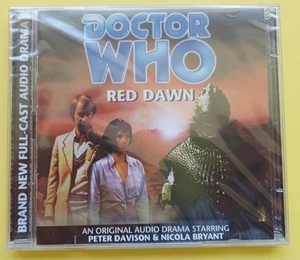 DOCTOR
WHO
RED DAWN
BRAND NEW FULL-CAST AUDIO DRAMA
AN ORIGINAL AUDIO DRAMA STARRING
PETER DAVISON & NICOLA BRYANT